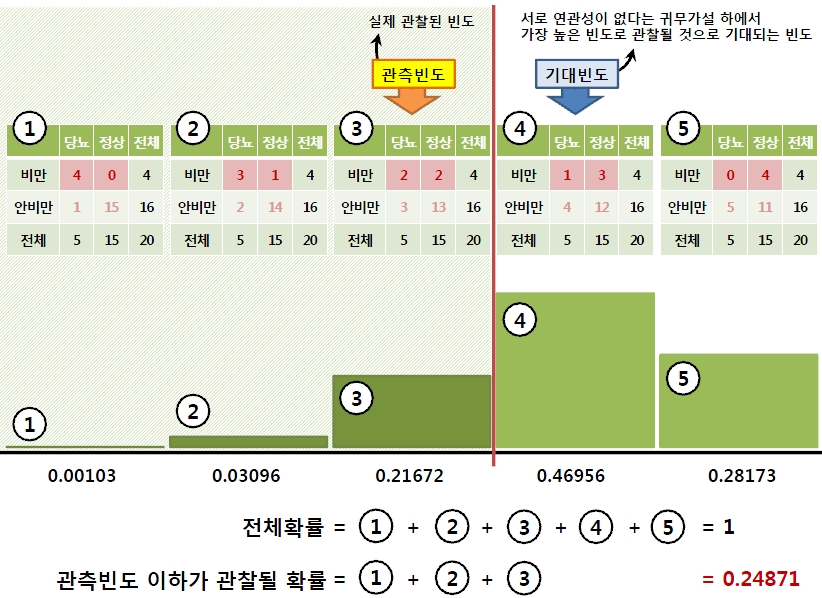 실제 관찰된 빈도
서로 연관성이 없다는 귀무가설 하에서
가장 높은 빈도로 관찰될 것으로 기대되는 빈도
관측빈도
기대빈도
1
당뇨 정상 전체
비만 4 0 4
안비만 1 15 16
전체 5 15 20
2
당뇨 정상 전체
비만 3 1 4
안비만 2 14 16
전체 5 15 20
3
당뇨 정상 전체
비만 2 2 4
안비만 3 13 16
전체 5 15 20
4
당뇨 정상 전체
비만 1 3 4
안비만 4 12 16
전체 5 15 20
5
당뇨 정상 전체
비만 0 4 4
안비만 5 11 16
전체 5 15 20
1
2
3
4
5
0.00103 0.03096 0.21672 0.46956 0.28173
전체확률 = 1 + 2 + 3 + 4 + 5 = 1
관측빈도 이하가 관찰될 확률 = 1 + 2 + 3 = 0.24871